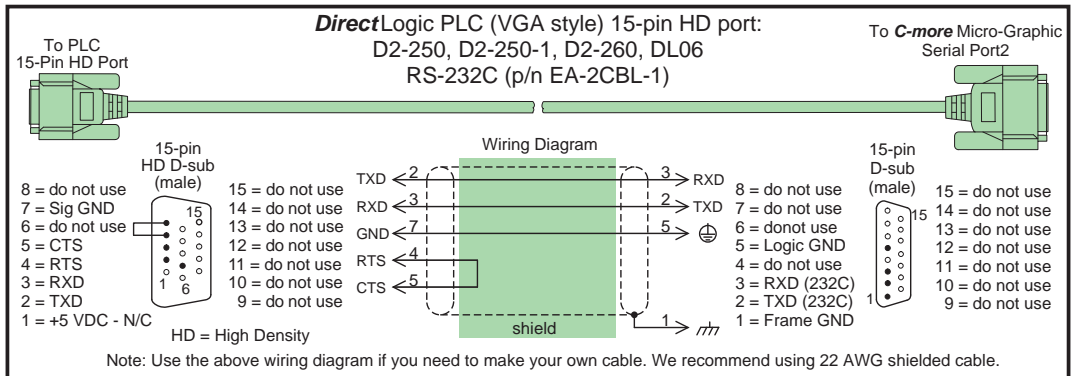 DirectLogic PLC (VGA style) 15-pin HD port:
D2-250, D2-250-1, D2-260, DL06
RS-232C (p/n EA-2CBL-1)
To PLC
15-Pin HD Port
To C-more Micro-Graphic
Serial Port2
15-pin
HD D-sub
(male)
8 = do not use
7 = Sig GND
6 = do not use
5 = CTS
4 = RTS
3 = RXD
2 = TXD
1 = +5 VDC - N/C
15
1
6
15 = do not use
14 = do not use
13 = do not use
12 = do not use
11 = do not use
10 = do not use
9 = do not use
HD = High Density
Wiring Diagram
TXD 2 3 RXD
RXD 3 2 TXD
GND 7 5
RTS 4
CTS 5
1
shield
15-pin
D-sub
(male)
8 = do not use
7 = do not use
6 = donot use
5 = Logic GND
4 = do not use
3 = RXD (232C)
2 = TXD (232C)
1 = Frame GND
15
1
15 = do not use
14 = do not use
13 = do not use
12 = do not use
11 = do not use
10 = do not use
9 = do not use
Note: Use the above wiring diagram if you need to make your own cable. We recommend using 22 AWG shielded cable.